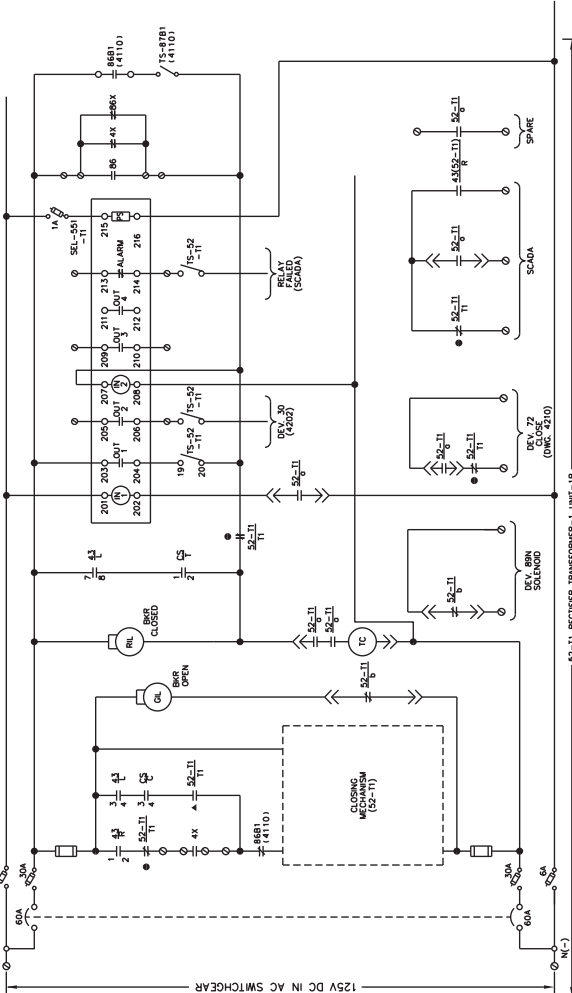 86B1
(4110)
TS-87B1
(4110)
86X
4X
86
1A
SEL-551
-T1
215
PS
216
213
ALARM
214
TS-52
-T1
RELAY
FAILED
(SCADA)
211
OUT
4
212
209
OUT
3
210
207
IN
2
208
205
OUT
2
206
TS-52
-T1
DEV. 30
(4202)
203
OUT
1
204
TS-52
-T1
19
20
201
IN
1
202
52-T1
a
52-T1
T1
43
L
7
8
CS
T
1
2
RIL
BKR
CLOSED
52-T1
a
52-T1
a
TC
GIL
BKR
OPEN
52-T1
b
43
L
3
4
CS
C
3
4
52-T1
T1
43
R
1
2
52-T1
T1
4X
86B1
(4110)
CLOSING
MECHANISM
(52-T1)
52-T1
a
SPARE
43(52-T1)
R
52-T1
a
52-T1
T1
SCADA
52-T1
a
52-T1
T1
DEV. 72
CLOSE
(DWG. 4210)
52-T1
b
DEV. 89N
SOLENOID
30A
60A
30A
60A
6A
N(-)
125V DC IN AC SWITCHGEAR